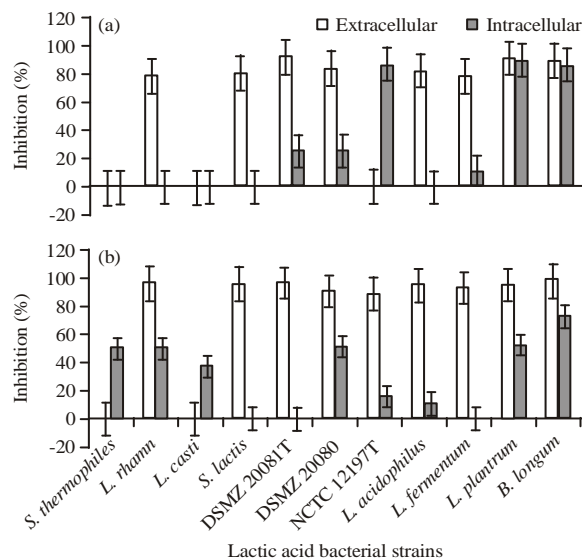 (a)
Extracellular
Intracellular
Inhibition (%)
120
100
80
60
40
20
0
-20
(b)
Inhibition (%)
120
100
80
60
40
20
0
-20
S. thermophiles
L. rhamn
L. casti
S. lactis
DSMZ 20081T
DSMZ 20080
NCTC 12197T
L. acidophilus
L. fermentum
L. plantrum
B. longum
Lactic acid bacterial strains